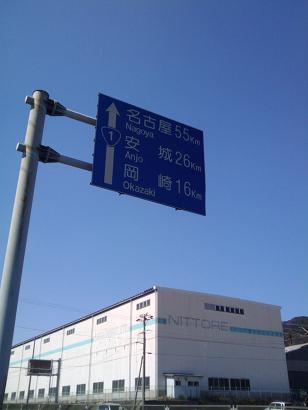 名古屋 55Km
Nagoya
1
安城 26Km
Anjo
岡崎 16Km
Okazaki
NITTORE